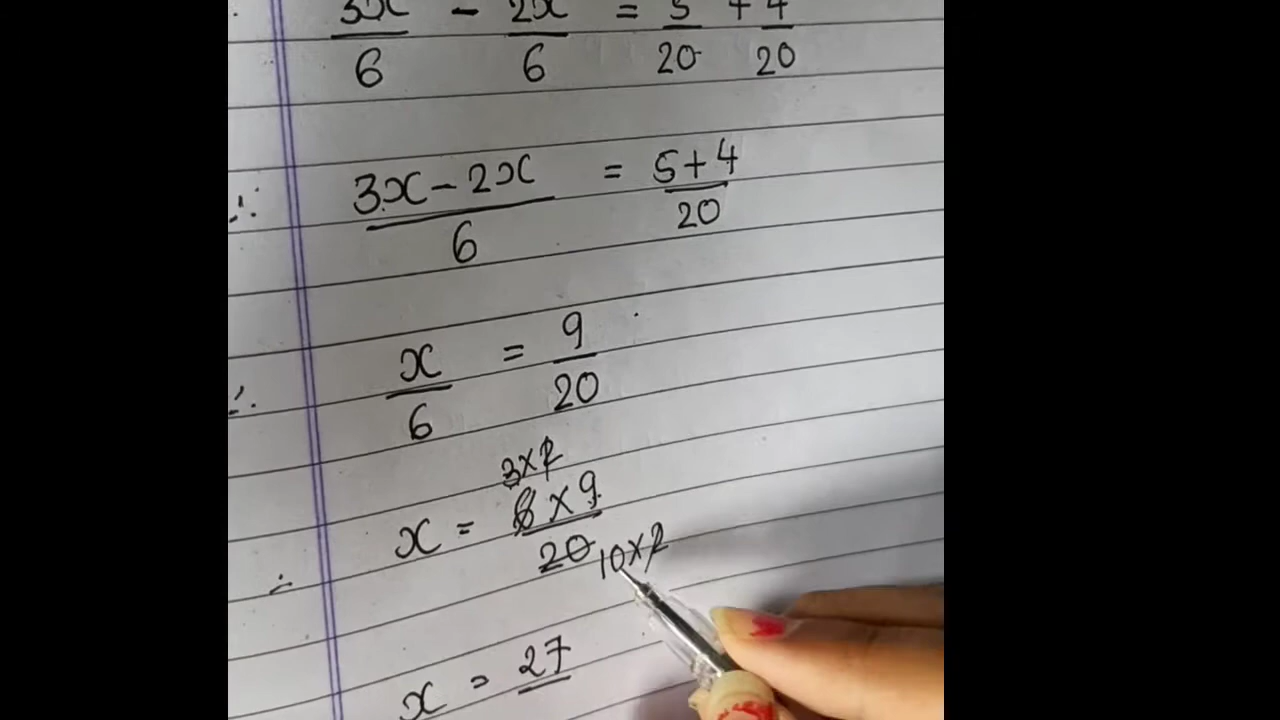 3x/6 - 2x/6 = 5/20 + 4/20
∴ (3x - 2x)/6 = (5+4)/20
∴ x/6 = 9/20
3×2
x = (6 × 9)/20 10×2
x = 27